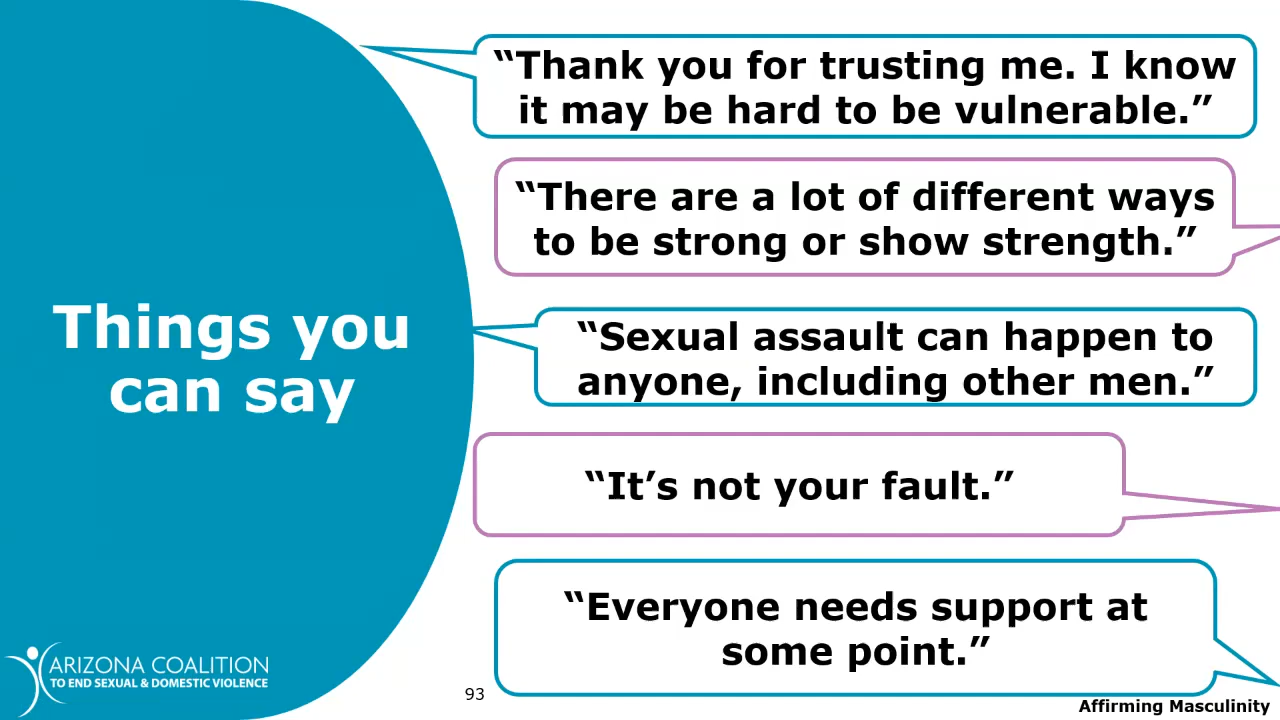 “Thank you for trusting me. I know
it may be hard to be vulnerable.”
“There are a lot of different ways
to be strong or show strength.”
Things you
can say
“Sexual assault can happen to
anyone, including other men.”
“It’s not your fault.”
“Everyone needs support at
some point.”
ARIZONA COALITION
TO END SEXUAL & DOMESTIC VIOLENCE
93
Affirming Masculinity